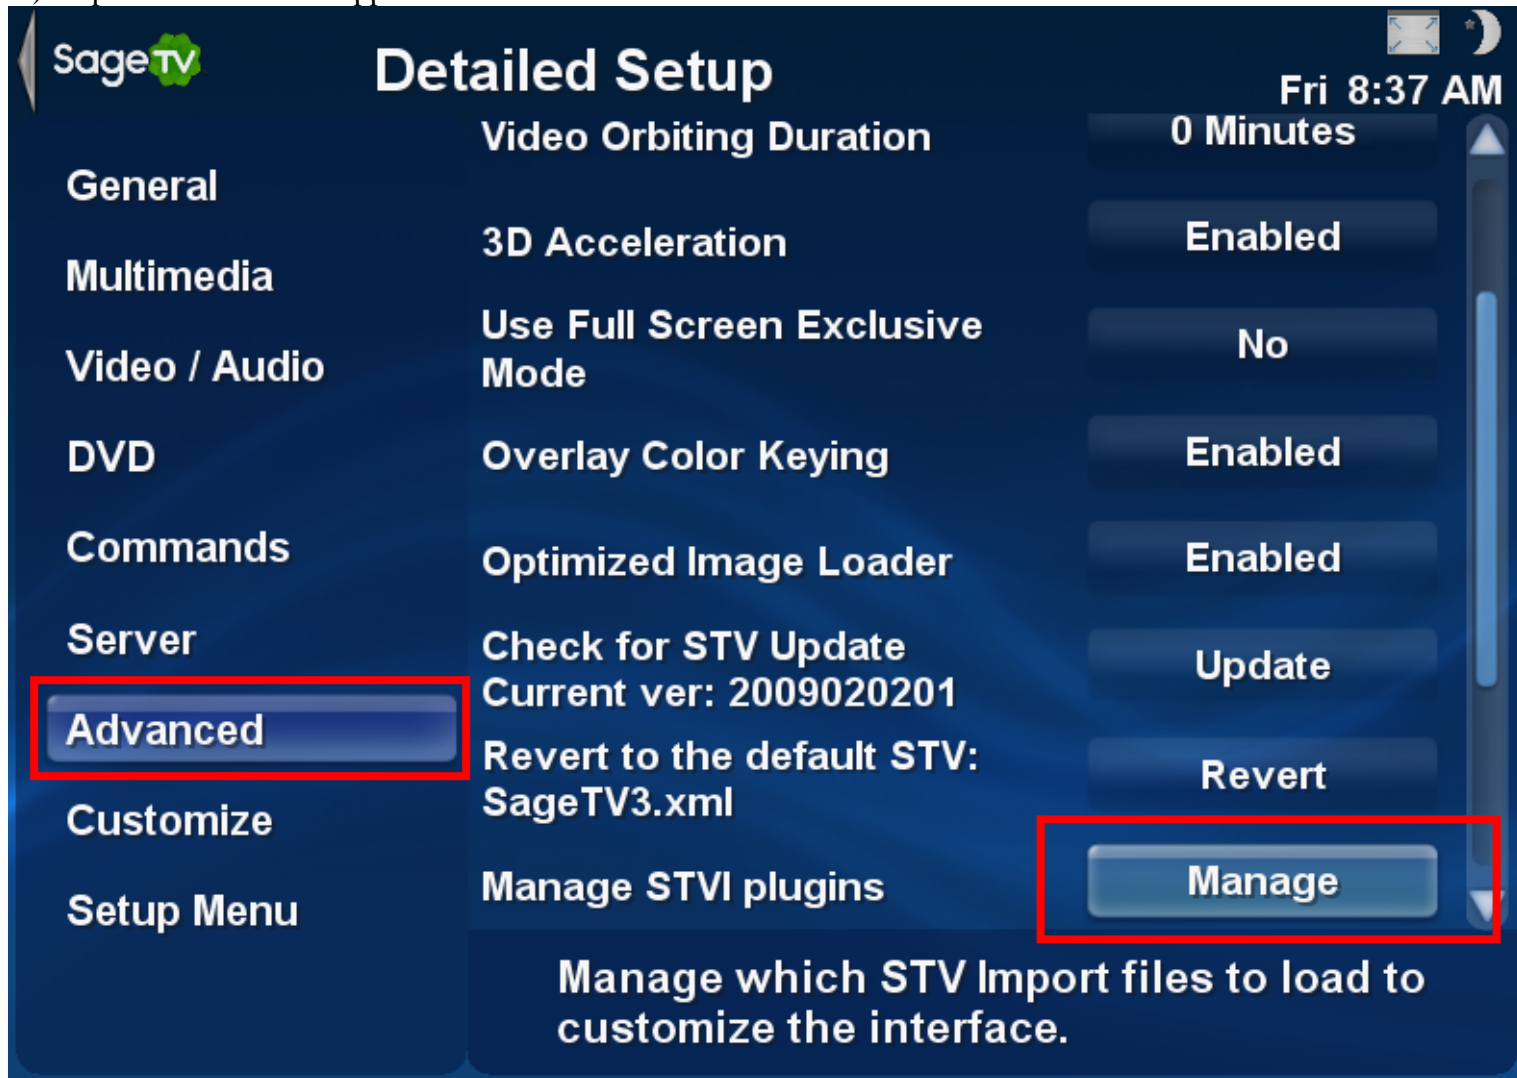 SageTV
Detailed Setup
Fri 8:37 AM
General
Multimedia
Video / Audio
DVD
Commands
Server
Advanced
Customize
Setup Menu
Video Orbiting Duration
0 Minutes
3D Acceleration
Enabled
Use Full Screen Exclusive
Mode
No
Overlay Color Keying
Enabled
Optimized Image Loader
Enabled
Check for STV Update
Current ver: 2009020201
Update
Revert to the default STV:
SageTV3.xml
Revert
Manage STVI plugins
Manage
Manage which STV Import files to load to
customize the interface.